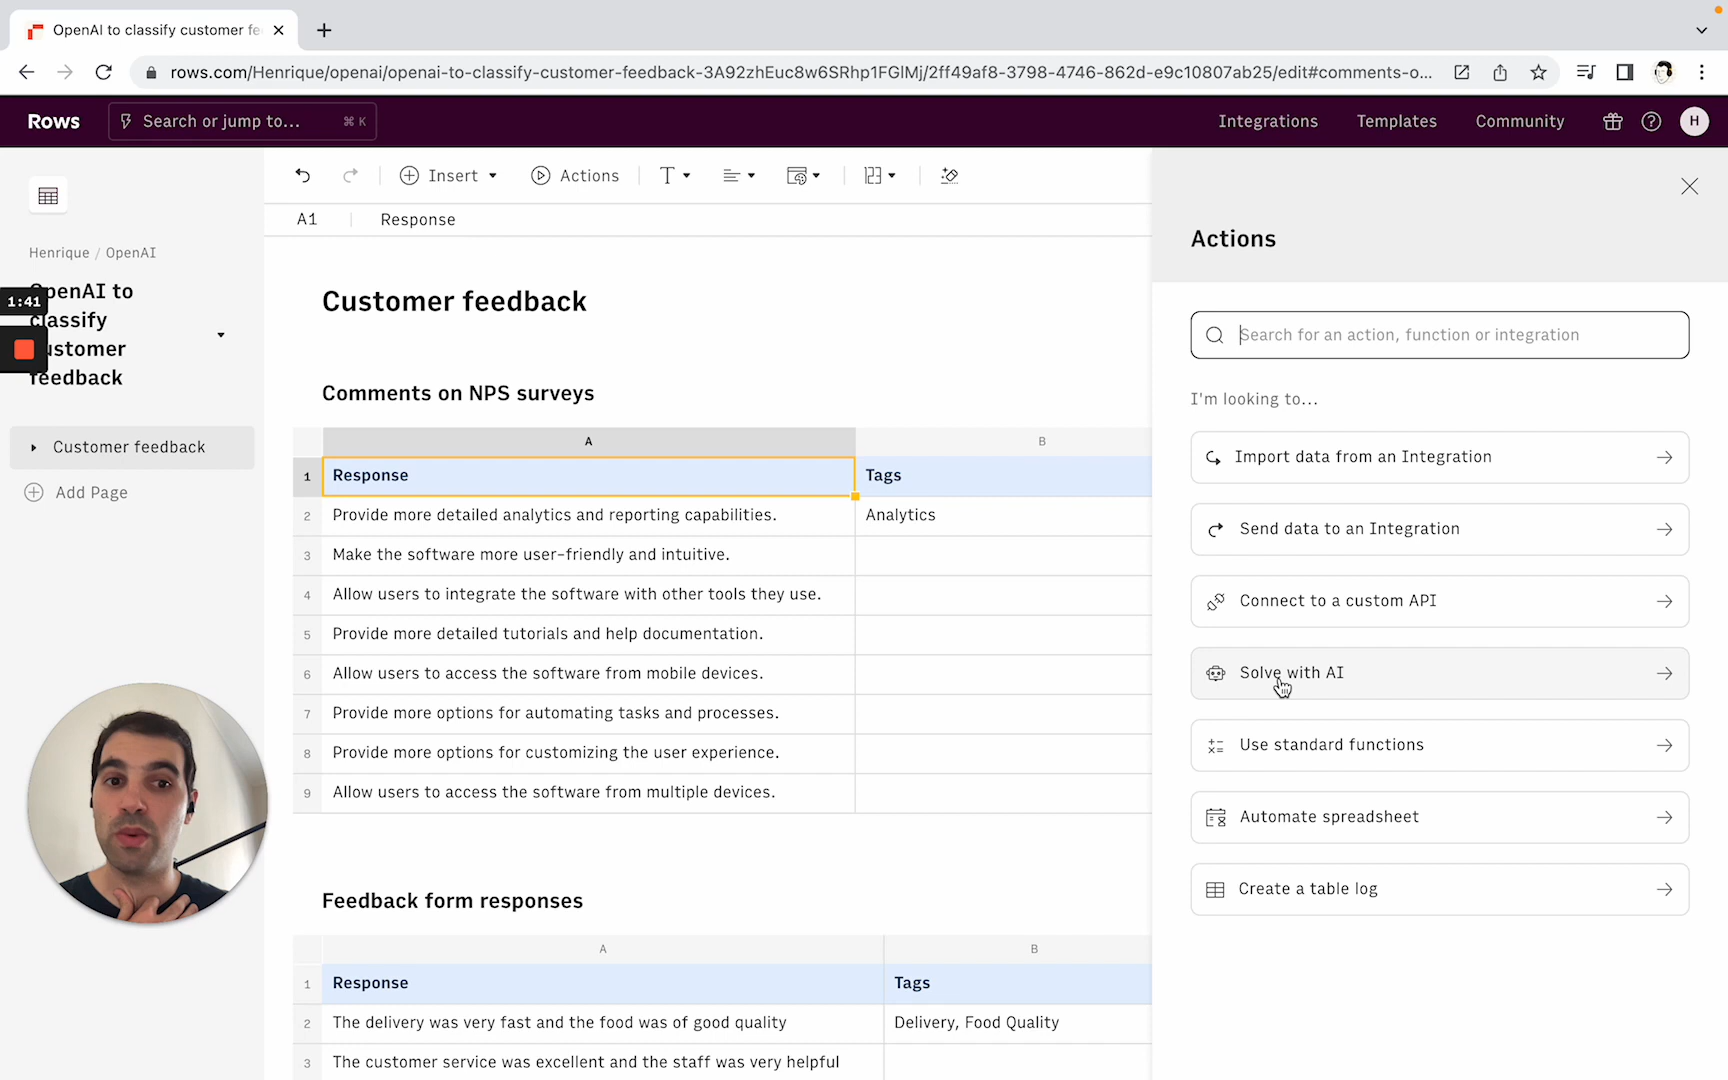 OpenAI to classify customer fe
rows.com/Henrique/openai/openai-to-classify-customer-feedback-3A92zhEuc8w6SRhp1FGlMj/2ff49af8-3798-4746-862d-e9c10807ab25/edit#comments-o...
Rows
Search or jump to...
⌘ K
Integrations
Templates
Community
H
Insert
Actions
A1
Response
Henrique / OpenAI
OpenAI to
classify
customer
feedback
1:41
Customer feedback
Add Page
Customer feedback
Comments on NPS surveys
A
B
1
Response
Tags
2
Provide more detailed analytics and reporting capabilities.
Analytics
3
Make the software more user-friendly and intuitive.
4
Allow users to integrate the software with other tools they use.
5
Provide more detailed tutorials and help documentation.
6
Allow users to access the software from mobile devices.
7
Provide more options for automating tasks and processes.
8
Provide more options for customizing the user experience.
9
Allow users to access the software from multiple devices.
Feedback form responses
A
B
1
Response
Tags
2
The delivery was very fast and the food was of good quality
Delivery, Food Quality
3
The customer service was excellent and the staff was very helpful
Actions
Search for an action, function or integration
I'm looking to...
Import data from an Integration
Send data to an Integration
Connect to a custom API
Solve with AI
Use standard functions
Automate spreadsheet
Create a table log